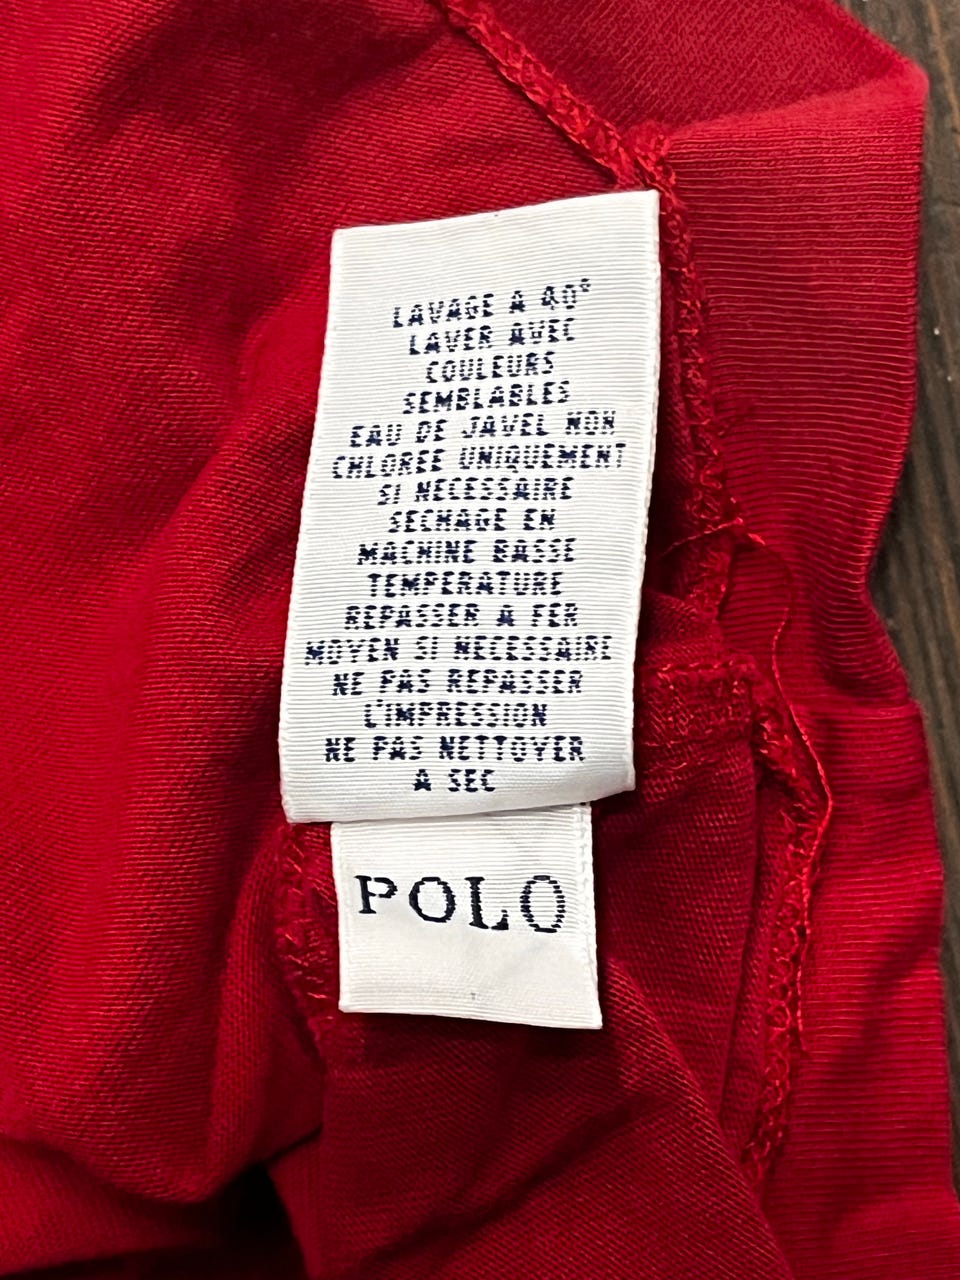 LAVAGE A 40°
LAVER AVEC
COULEURS
SEMBLABLES
EAU DE JAVEL NON
CHLOREE UNIQUEMENT
SI NECESSAIRE
SECHAGE EN
MACHINE BASSE
TEMPERATURE
REPASSER A FER
MOYEN SI NECESSAIRE
NE PAS REPASSER
L'IMPRESSION
NE PAS NETTOYER
A SEC
POLO